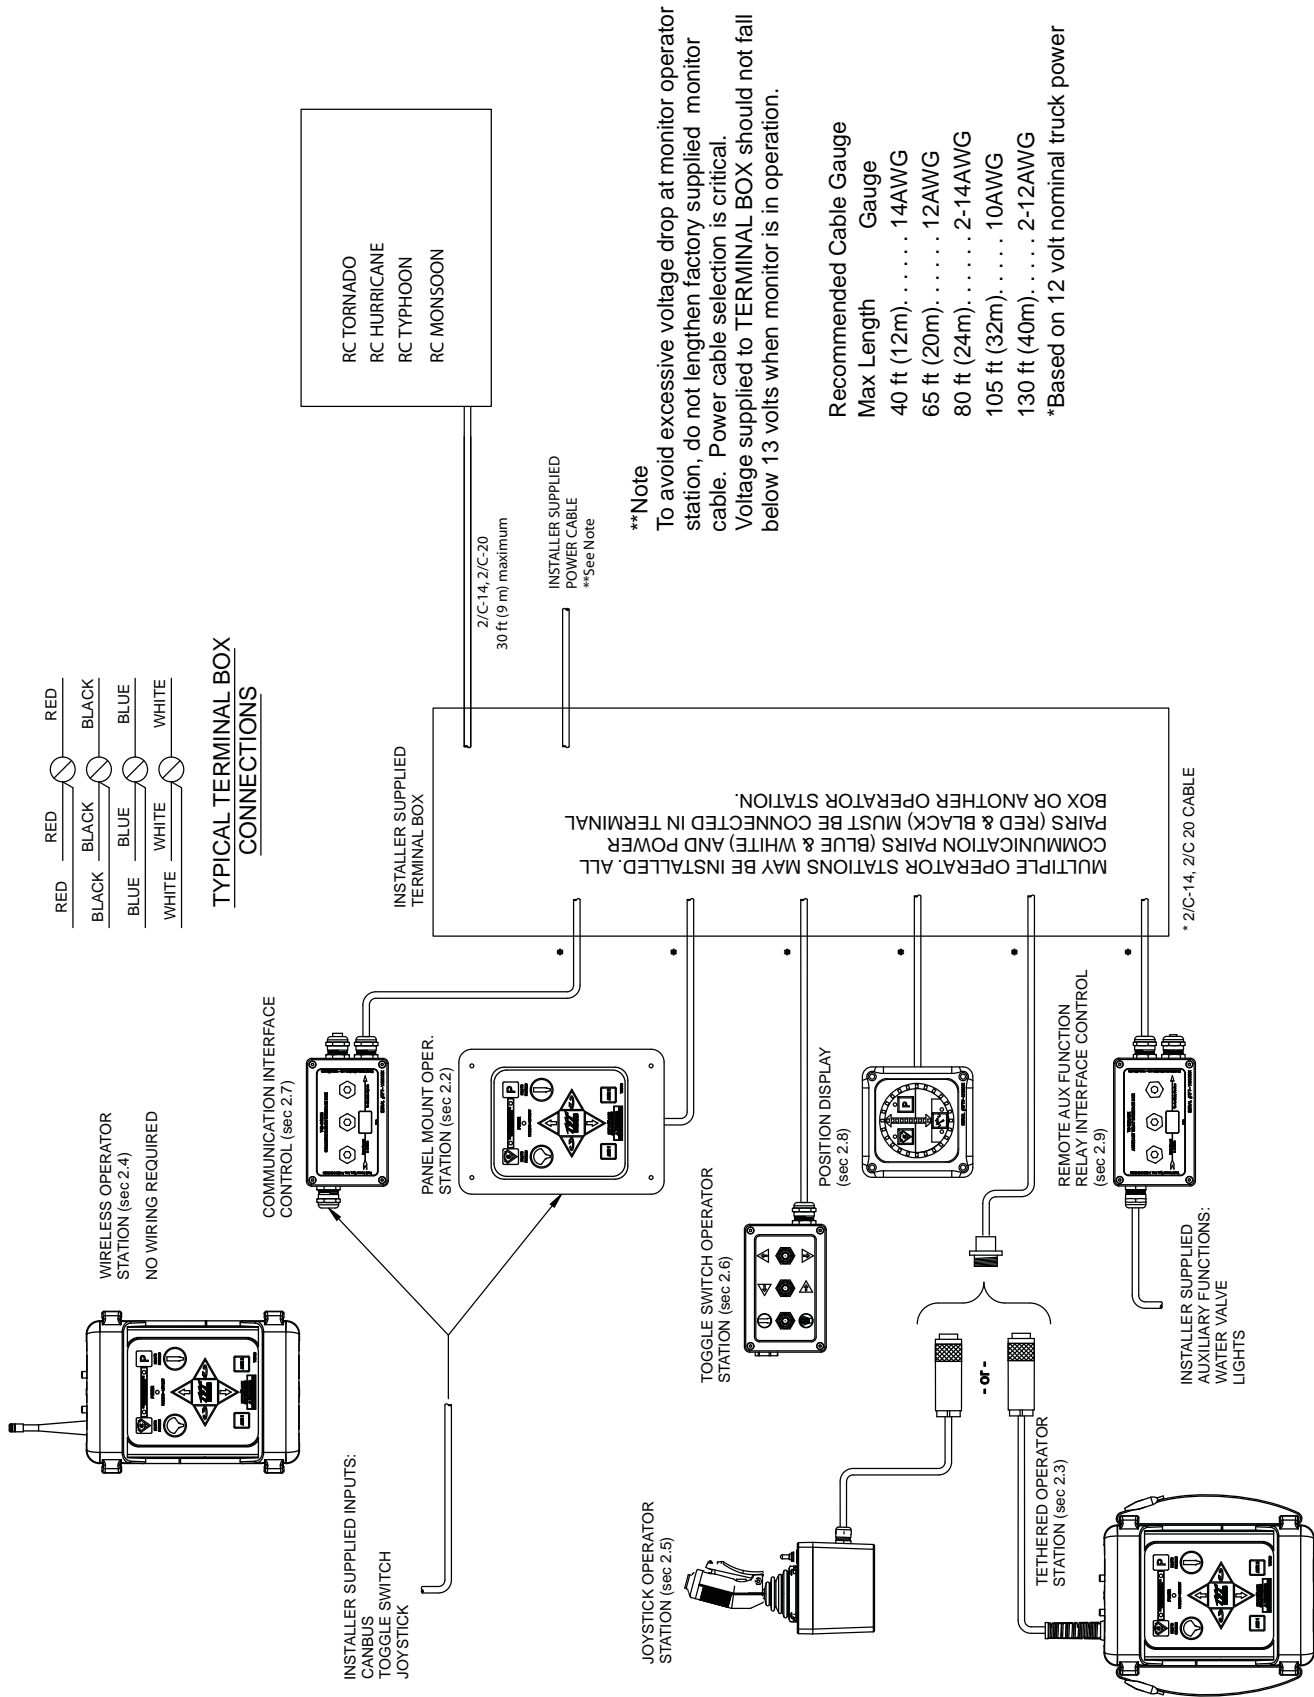 WIRELESS OPERATOR
STATION (sec 2.4)
NO WIRING REQUIRED
RED
RED
RED
BLACK
BLACK
BLACK
BLUE
BLUE
BLUE
WHITE
WHITE
WHITE
TYPICAL TERMINAL BOX
CONNECTIONS
INSTALLER SUPPLIED INPUTS:
CANBUS
TOGGLE SWITCH
JOYSTICK
COMMUNICATION INTERFACE
CONTROL (sec 2.7)
PANEL MOUNT OPER.
STATION (sec 2.2)
INSTALLER SUPPLIED
TERMINAL BOX
RC TORNADO
RC HURRICANE
RC TYPHOON
RC MONSOON
2/C-14, 2/C-20
30 ft (9 m) maximum
INSTALLER SUPPLIED
POWER CABLE
**See Note
MULTIPLE OPERATOR STATIONS MAY BE INSTALLED. ALL
COMMUNICATION PAIRS (BLUE & WHITE) AND POWER
PAIRS (RED & BLACK) MUST BE CONNECTED IN TERMINAL
BOX OR ANOTHER OPERATOR STATION.
*
*
*
*
*
P
P
P
P
TOGGLE SWITCH OPERATOR
STATION (sec 2.6)
POSITION DISPLAY
(sec 2.8)
JOYSTICK OPERATOR
STATION (sec 2.5)
- or -
TETHERED OPERATOR
STATION (sec 2.3)
REMOTE AUX FUNCTION
RELAY INTERFACE CONTROL
(sec 2.9)
INSTALLER SUPPLIED
AUXILIARY FUNCTIONS:
WATER VALVE
LIGHTS
* 2/C-14, 2/C 20 CABLE
**Note
To avoid excessive voltage drop at monitor operator
station, do not lengthen factory supplied monitor
cable. Power cable selection is critical.
Voltage supplied to TERMINAL BOX should not fall
below 13 volts when monitor is in operation.
Recommended Cable Gauge
Max Length Gauge
40 ft (12m). . . . . . 14AWG
65 ft (20m). . . . . . 12AWG
80 ft (24m). . . . . . 2-14AWG
105 ft (32m). . . . . 10AWG
130 ft (40m). . . . . 2-12AWG
*Based on 12 volt nominal truck power